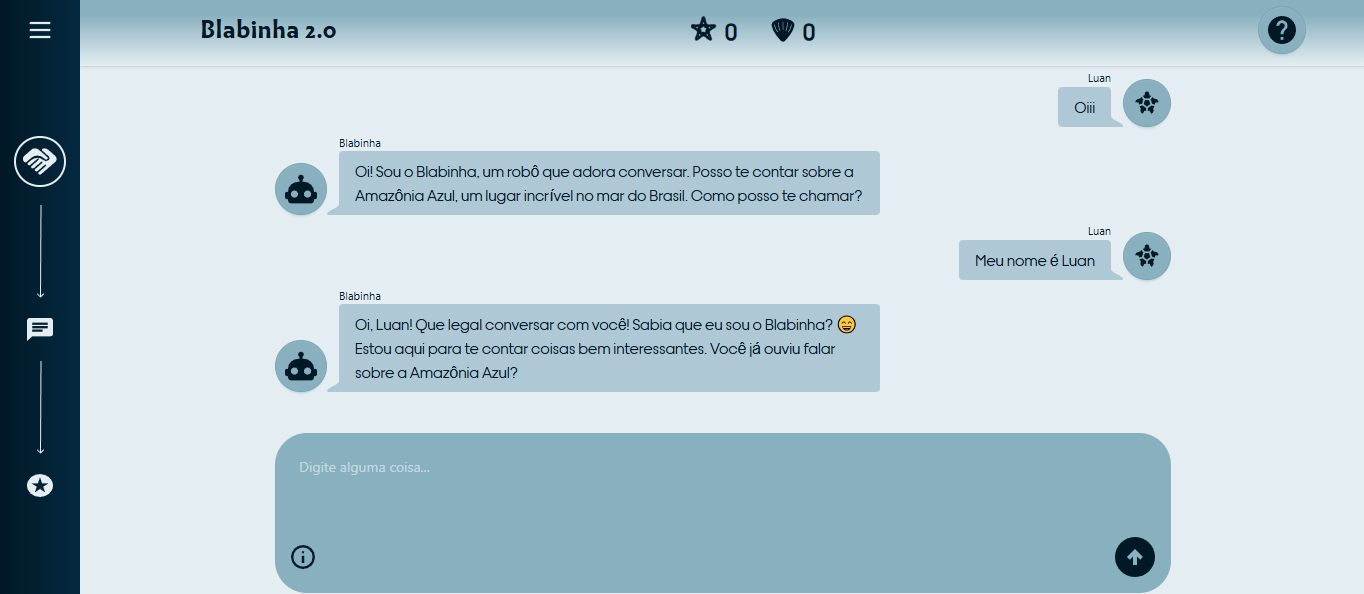 Blabinha 2.0
0
0
Luan
Oiii
Blabinha
Oi! Sou o Blabinha, um robô que adora conversar. Posso te contar sobre a
Amazônia Azul, um lugar incrível no mar do Brasil. Como posso te chamar?
Luan
Meu nome é Luan
Blabinha
Oi, Luan! Que legal conversar com você! Sabia que eu sou o Blabinha? 😄
Estou aqui para te contar coisas bem interessantes. Você já ouviu falar
sobre a Amazônia Azul?
Digite alguma coisa...